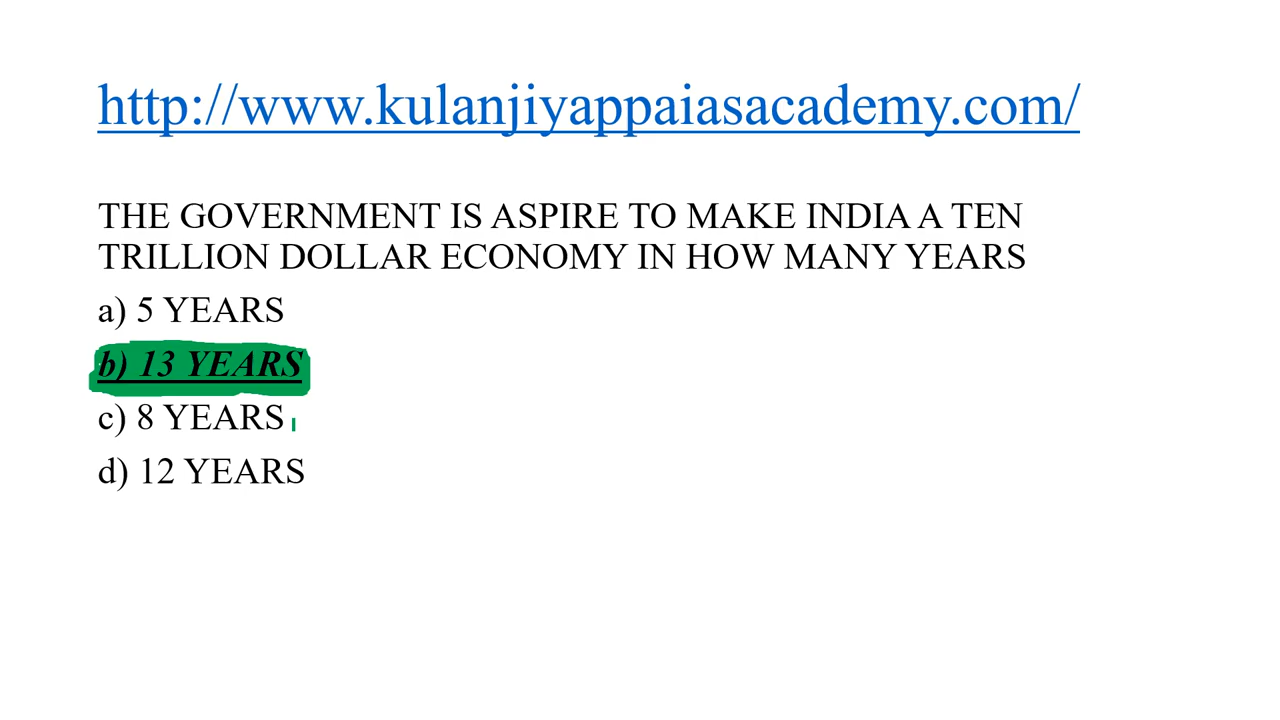 http://www.kulanjiyappaiasacademy.com/
THE GOVERNMENT IS ASPIRE TO MAKE INDIA A TEN
TRILLION DOLLAR ECONOMY IN HOW MANY YEARS
a) 5 YEARS
b) 13 YEARS
c) 8 YEARS
d) 12 YEARS